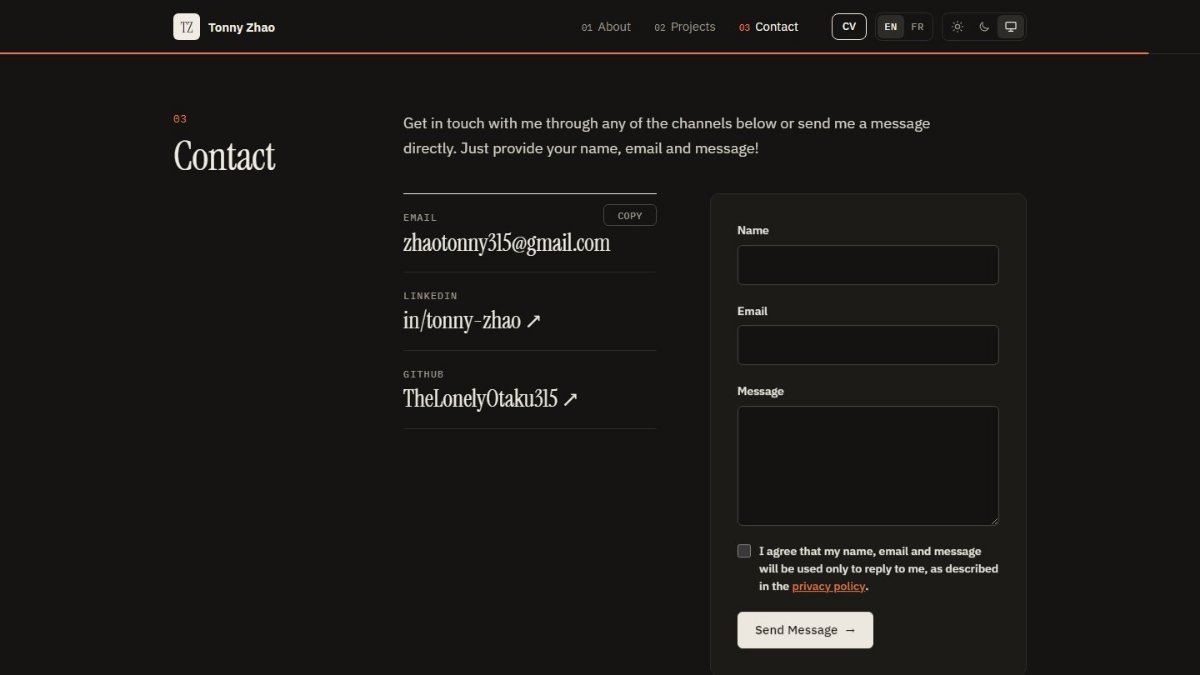 TZ Tonny Zhao
01 About 02 Projects 03 Contact CV EN FR
03
Contact
Get in touch with me through any of the channels below or send me a message
directly. Just provide your name, email and message!
EMAIL
COPY
zhaotonny315@gmail.com
LINKEDIN
in/tonny-zhao ↗
GITHUB
TheLonelyOtaku315 ↗
Name
Email
Message
I agree that my name, email and message
will be used only to reply to me, as described
in the privacy policy.
Send Message →